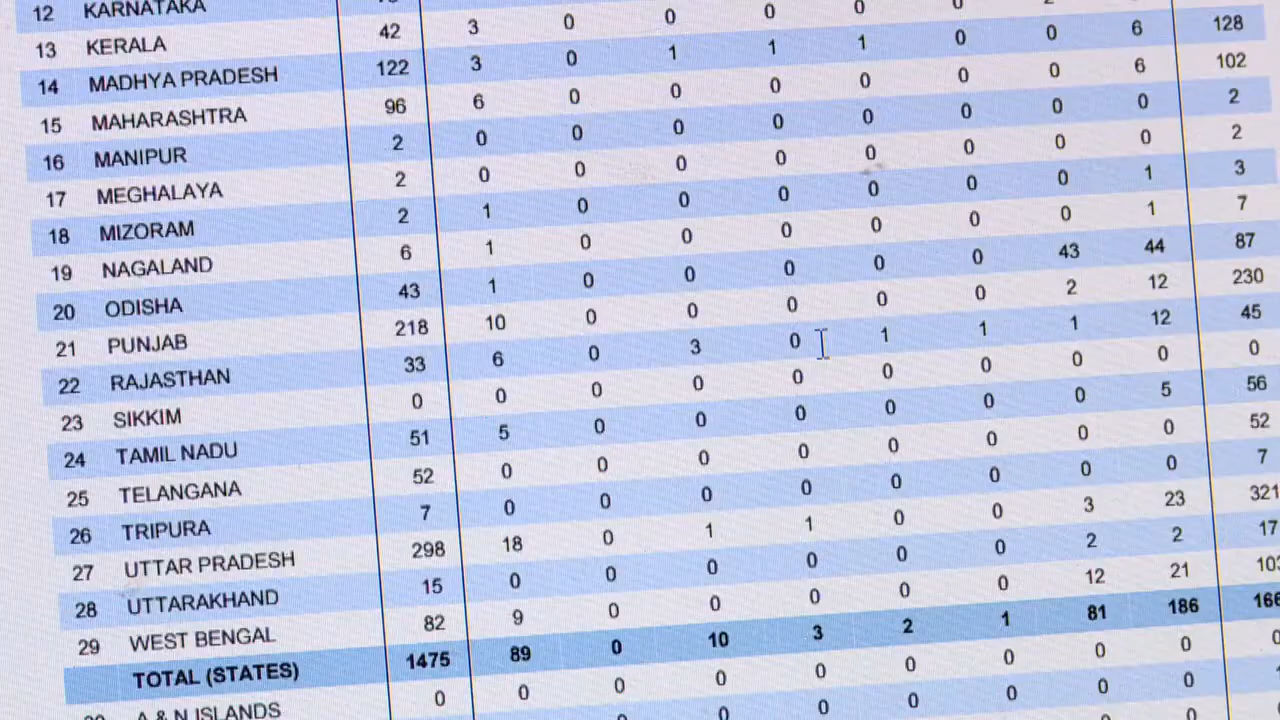 12 KARNATAKA
13 KERALA 42 3 0 0 0 0 0
14 MADHYA PRADESH 122 3 0 1 1 1 0 0 6 128
15 MAHARASHTRA 96 6 0 0 0 0 0 0 6 102
16 MANIPUR 2 0 0 0 0 0 0 0 0 2
17 MEGHALAYA 2 0 0 0 0 0 0 0 0 2
18 MIZORAM 2 1 0 0 0 0 0 0 1 3
19 NAGALAND 6 1 0 0 0 0 0 0 1 7
20 ODISHA 43 1 0 0 0 0 0 43 44 87
21 PUNJAB 218 10 0 0 0 0 0 2 12 230
22 RAJASTHAN 33 6 0 3 0 1 1 1 12 45
23 SIKKIM 0 0 0 0 0 0 0 0 0 0
24 TAMIL NADU 51 5 0 0 0 0 0 0 5 56
25 TELANGANA 52 0 0 0 0 0 0 0 0 52
26 TRIPURA 7 0 0 0 0 0 0 0 0 7
27 UTTAR PRADESH 298 18 0 1 1 0 0 3 23 321
28 UTTARAKHAND 15 0 0 0 0 0 0 2 2 17
29 WEST BENGAL 82 9 0 0 0 0 0 12 21 103
TOTAL (STATES) 1475 89 0 10 3 2 1 81 186 166
30 A & N ISLANDS 0 0 0 0 0 0 0 0 0 0
0 0 0 0 0 0